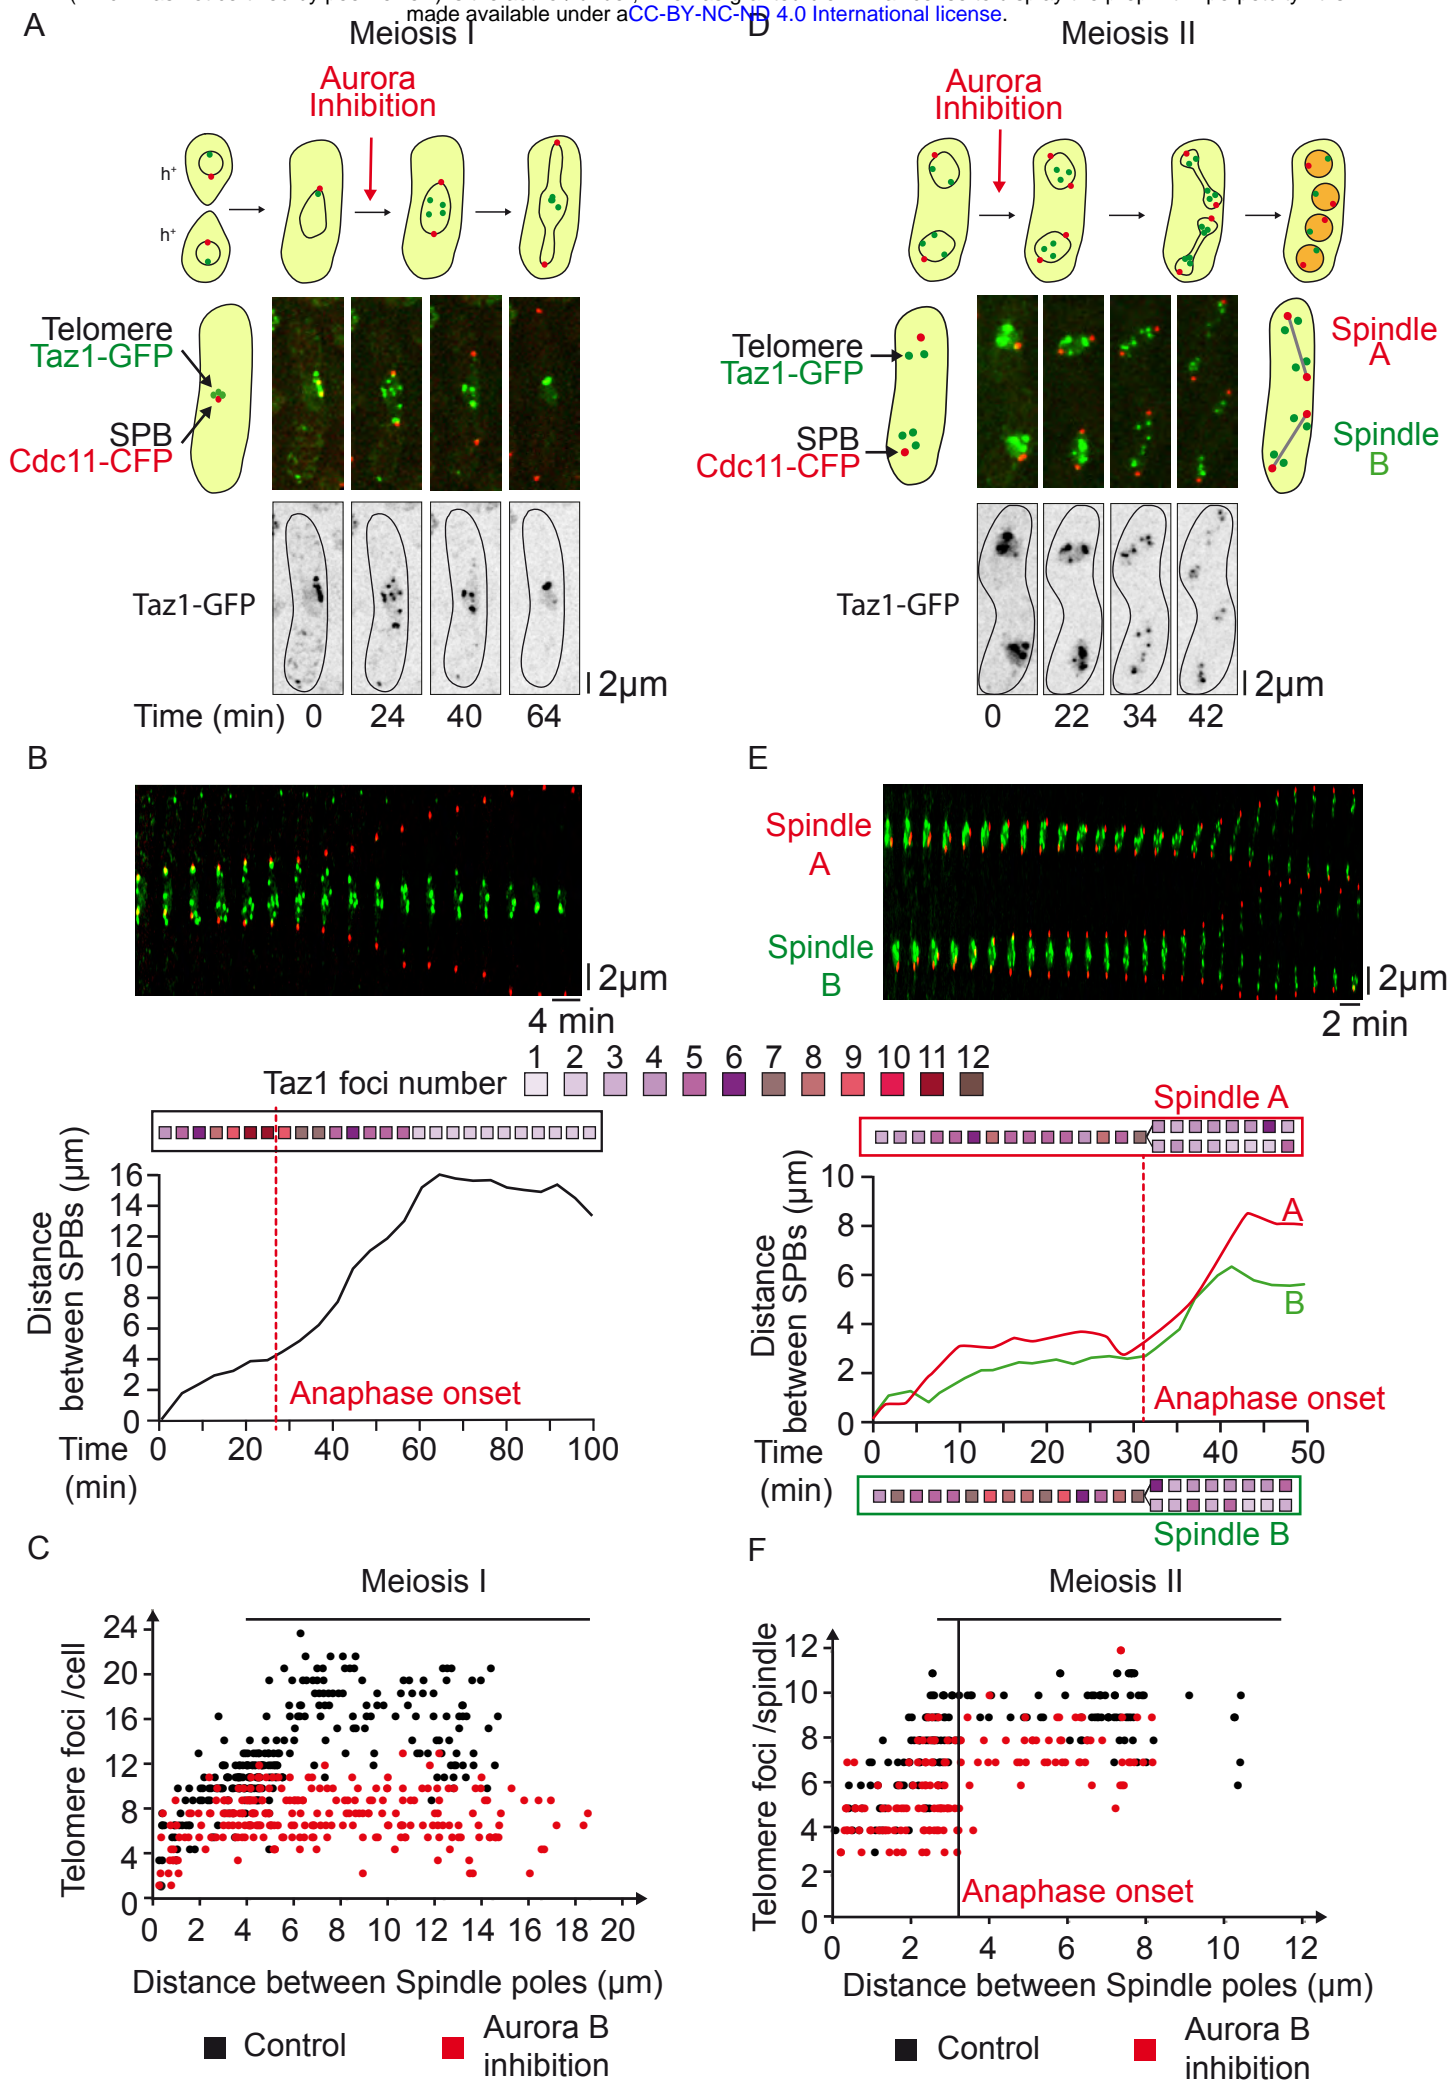 made available under aCC-BY-NC-ND 4.0 International license.
A
Meiosis I
Aurora
Inhibition
h+
h+
Telomere
Taz1-GFP
SPB
Cdc11-CFP
Taz1-GFP
2µm
Time (min) 0 24 40 64
D
Meiosis II
Aurora
Inhibition
Telomere
Taz1-GFP
SPB
Cdc11-CFP
Spindle
A
Spindle
B
Taz1-GFP
2µm
0 22 34 42
B
2µm
4 min
E
Spindle
A
Spindle
B
2µm
2 min
1 2 3 4 5 6 7 8 9 10 11 12
Taz1 foci number
Distance
between SPBs (µm)
16
14
12
10
8
6
4
2
0
Anaphase onset
Time
(min)
0 20 40 60 80 100
Spindle A
Distance
between SPBs (µm)
10
8
6
4
2
0
A
B
Anaphase onset
Time
(min)
0 10 20 30 40 50
Spindle B
C
Meiosis I
Telomere foci /cell
24
20
16
12
8
4
0
0 2 4 6 8 10 12 14 16 18 20
Distance between Spindle poles (µm)
Control
Aurora B
inhibition
F
Meiosis II
Telomere foci /spindle
12
10
8
6
4
2
0
Anaphase onset
0 2 4 6 8 10 12
Distance between Spindle poles (µm)
Control
Aurora B
inhibition